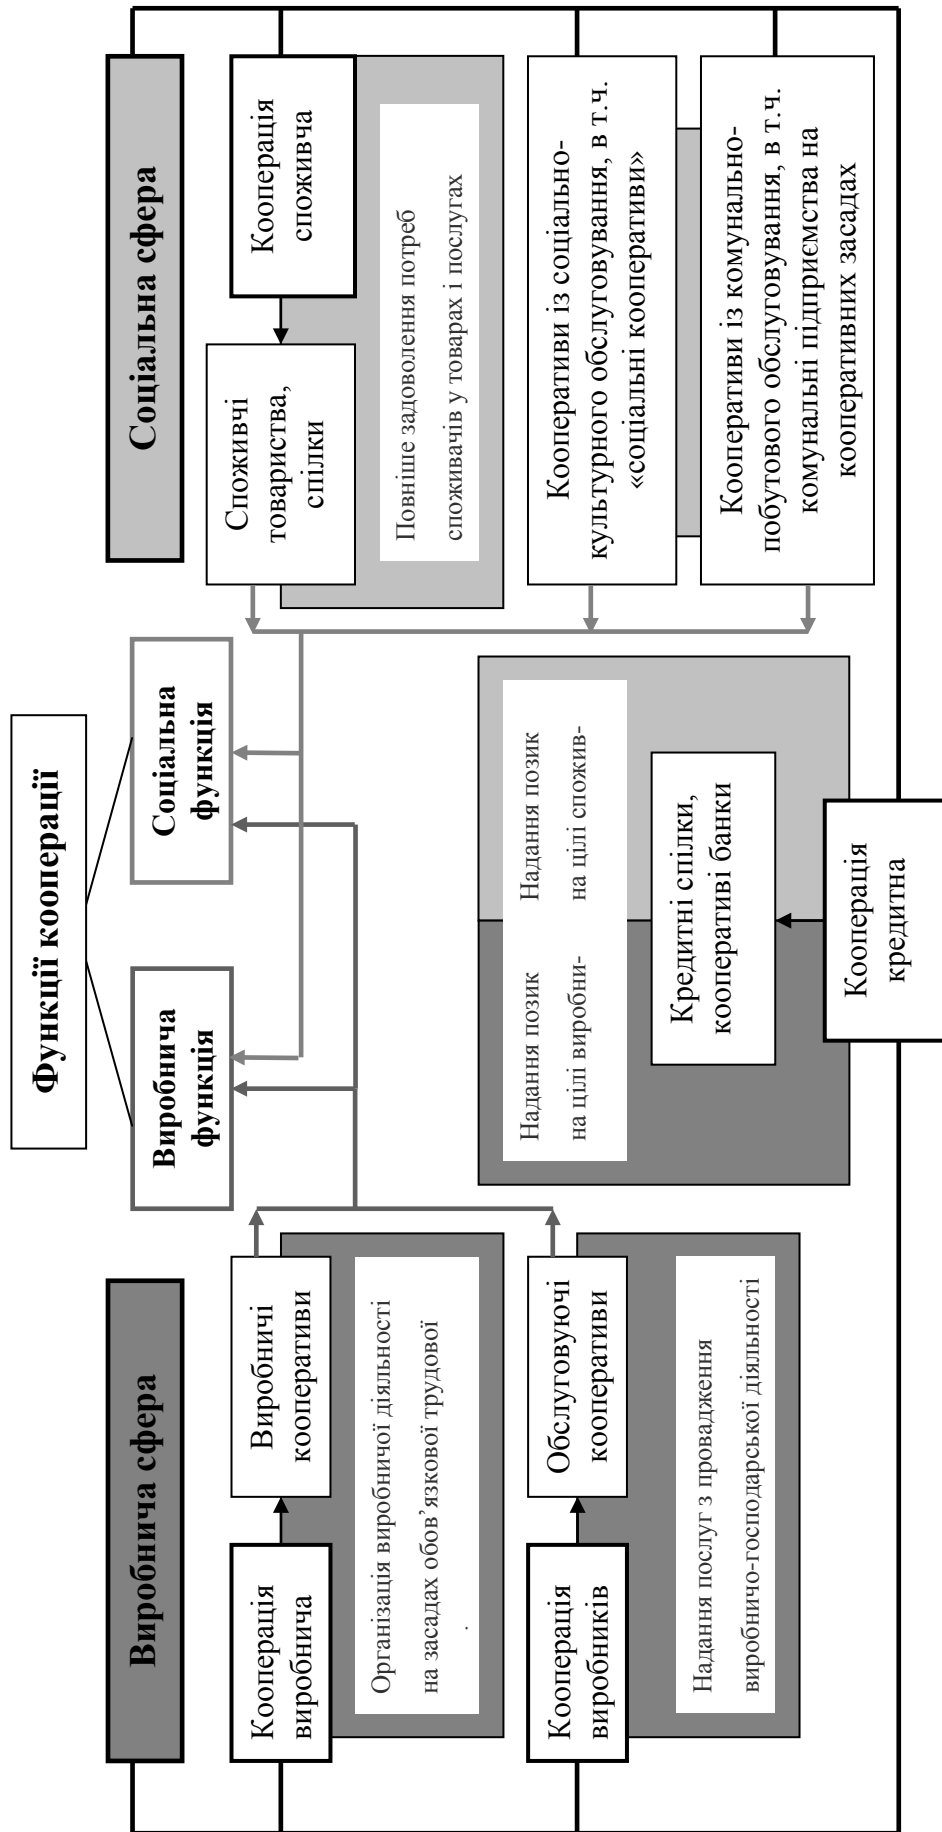 Функції кооперації
Виробнича сфера
Виробнича
функція
Соціальна
функція
Соціальна сфера
Кооперація
виробнича
Виробничі
кооперативи
Організація виробничої діяльності
на засадах обов’язкової трудової
.
Кооперація
виробників
Обслуговуючі
кооперативи
Надання послуг з провадження
виробничо-господарської діяльності
Надання позик
на цілі виробни-
Надання позик
на цілі спожив-
Кредитні спілки,
кооперативі банки
Кооперація
кредитна
Споживчі
товариства,
спілки
Кооперація
споживча
Повніше задоволення потреб
споживачів у товарах і послугах
Кооперативи із соціально-
культурного обслуговування, в т.ч.
«соціальні кооперативи»
Кооперативи із комунально-
побутового обслуговування, в т.ч.
комунальні підприємства на
кооперативних засадах